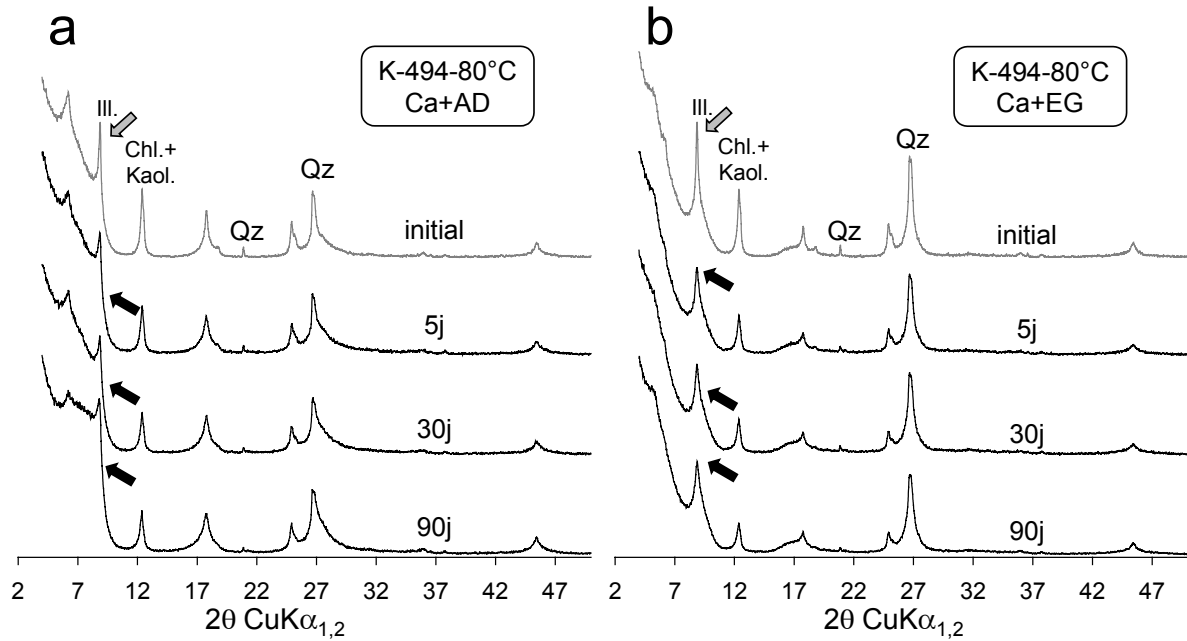 a
K-494-80°C
Ca+AD
Ill.
Chl.+
Kaol.
Qz
Qz
initial
5j
30j
90j
2 7 12 17 22 27 32 37 42 47
2θ CuKα1,2
b
K-494-80°C
Ca+EG
Ill.
Chl.+
Kaol.
Qz
Qz
initial
5j
30j
90j
2 7 12 17 22 27 32 37 42 47
2θ CuKα1,2